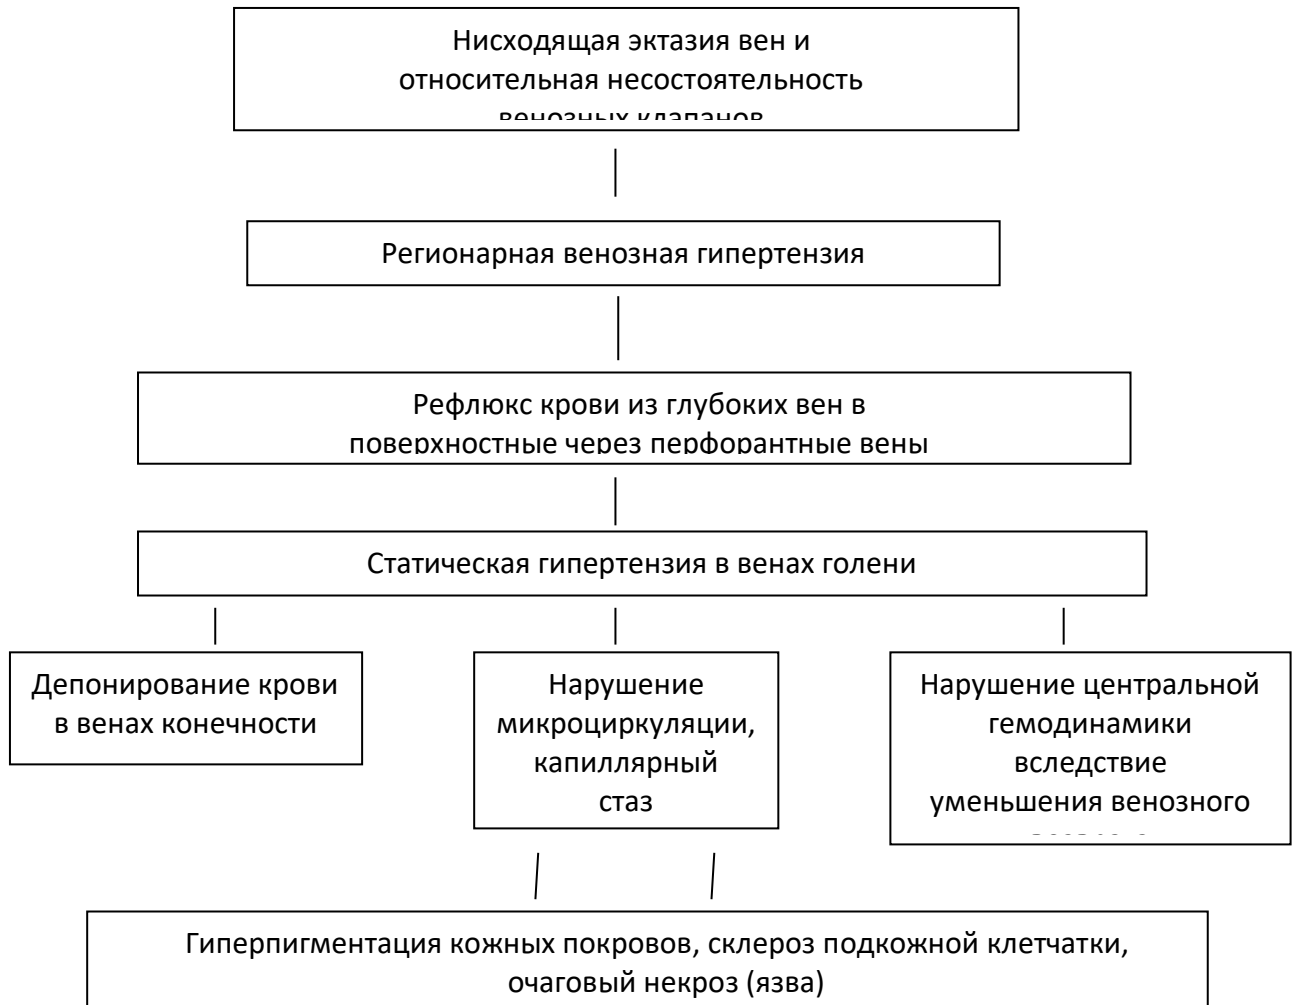 Нисходящая эктазия вен и
относительная несостоятельность
венозных клапанов
Регионарная венозная гипертензия
Рефлюкс крови из глубоких вен в
поверхностные через перфорантные вены
Статическая гипертензия в венах голени
Депонирование крови
в венах конечности
Нарушение
микроциркуляции,
капиллярный
стаз
Нарушение центральной
гемодинамики
вследствие
уменьшения венозного
Гиперпигментация кожных покровов, склероз подкожной клетчатки,
очаговый некроз (язва)